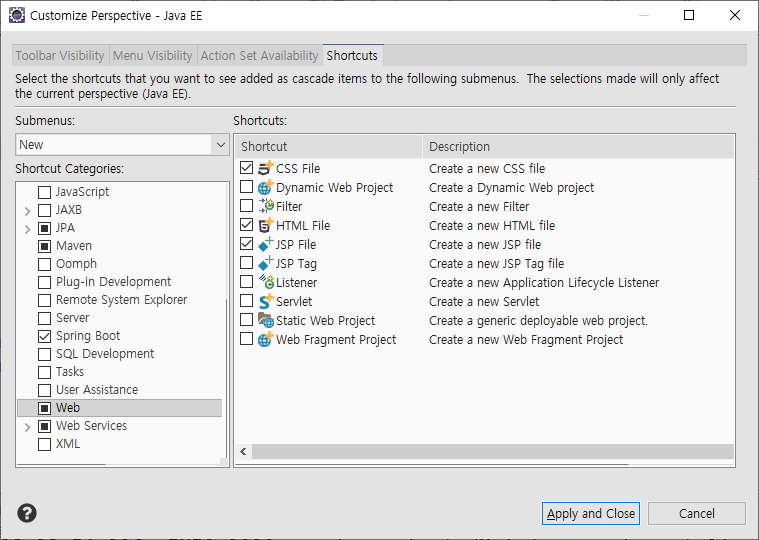 Customize Perspective - Java EE
Toolbar Visibility Menu Visibility Action Set Availability Shortcuts
Select the shortcuts that you want to see added as cascade items to the following submenus. The selections made will only affect
the current perspective (Java EE).
Submenus:
New
Shortcut Categories:
JavaScript
JAXB
JPA
Maven
Oomph
Plug-in Development
Remote System Explorer
Server
Spring Boot
SQL Development
Tasks
User Assistance
Web
Web Services
XML
Shortcuts:
Shortcut Description
CSS File Create a new CSS file
Dynamic Web Project Create a Dynamic Web project
Filter Create a new Filter
HTML File Create a new HTML file
JSP File Create a new JSP file
JSP Tag Create a new JSP Tag file
Listener Create a new Application Lifecycle Listener
Servlet Create a new Servlet
Static Web Project Create a generic deployable web project.
Web Fragment Project Create a new Web Fragment Project
Apply and Close Cancel